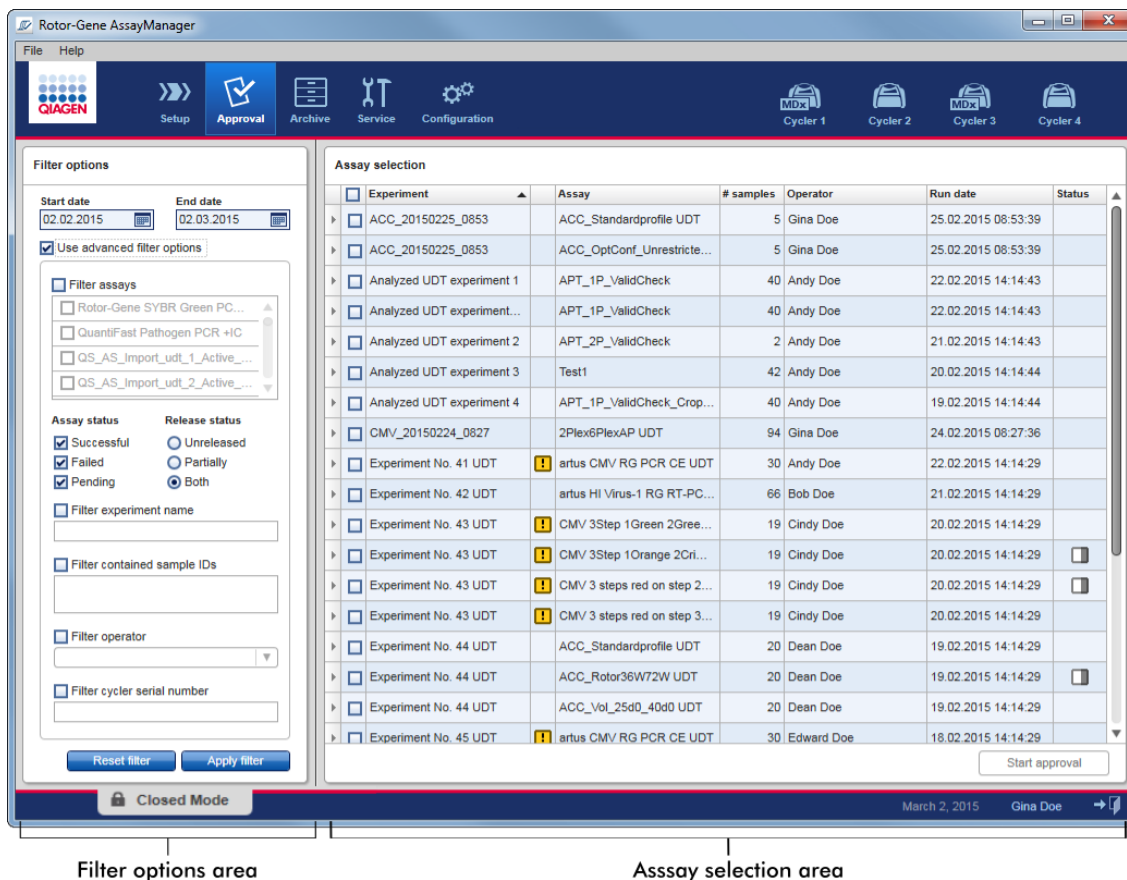 Rotor-Gene AssayManager
File Help
QIAGEN
Setup Approval Archive Service Configuration
MDx MDx
Cycler 1 Cycler 2 Cycler 3 Cycler 4
Filter options
Start date End date
02.02.2015 02.03.2015
Use advanced filter options
Filter assays
Rotor-Gene SYBR Green PC...
QuantiFast Pathogen PCR +IC
QS_AS_Import_udt_1_Active_...
QS_AS_Import_udt_2_Active_...
Assay status Release status
Successful Unreleased
Failed Partially
Pending Both
Filter experiment name
Filter contained sample IDs
Filter operator
Filter cycler serial number
Reset filter Apply filter
Assay selection
Experiment Assay # samples Operator Run date Status
ACC_20150225_0853 ACC_Standardprofile UDT 5 Gina Doe 25.02.2015 08:53:39
ACC_20150225_0853 ACC_OptConf_Unrestricte... 5 Gina Doe 25.02.2015 08:53:39
Analyzed UDT experiment 1 APT_1P_ValidCheck 40 Andy Doe 22.02.2015 14:14:43
Analyzed UDT experiment... APT_1P_ValidCheck 40 Andy Doe 22.02.2015 14:14:43
Analyzed UDT experiment 2 APT_2P_ValidCheck 2 Andy Doe 21.02.2015 14:14:43
Analyzed UDT experiment 3 Test1 42 Andy Doe 20.02.2015 14:14:44
Analyzed UDT experiment 4 APT_1P_ValidCheck_Crop... 40 Andy Doe 19.02.2015 14:14:44
CMV_20150224_0827 2Plex6PlexAP UDT 94 Gina Doe 24.02.2015 08:27:36
Experiment No. 41 UDT artus CMV RG PCR CE UDT 30 Andy Doe 22.02.2015 14:14:29
Experiment No. 42 UDT artus HI Virus-1 RG RT-PC... 66 Bob Doe 21.02.2015 14:14:29
Experiment No. 43 UDT CMV 3Step 1Green 2Gree... 19 Cindy Doe 20.02.2015 14:14:29
Experiment No. 43 UDT CMV 3Step 1Orange 2Cri... 19 Cindy Doe 20.02.2015 14:14:29
Experiment No. 43 UDT CMV 3 steps red on step 2... 19 Cindy Doe 20.02.2015 14:14:29
Experiment No. 43 UDT CMV 3 steps red on step 3... 19 Cindy Doe 20.02.2015 14:14:29
Experiment No. 44 UDT ACC_Standardprofile UDT 20 Dean Doe 19.02.2015 14:14:29
Experiment No. 44 UDT ACC_Rotor36W72W UDT 20 Dean Doe 19.02.2015 14:14:29
Experiment No. 44 UDT ACC_Vol_25d0_40d0 UDT 20 Dean Doe 19.02.2015 14:14:29
Experiment No. 45 UDT artus CMV RG PCR CE UDT 30 Edward Doe 18.02.2015 14:14:29
Start approval
Closed Mode
March 2, 2015 Gina Doe
Filter options area Asssay selection area